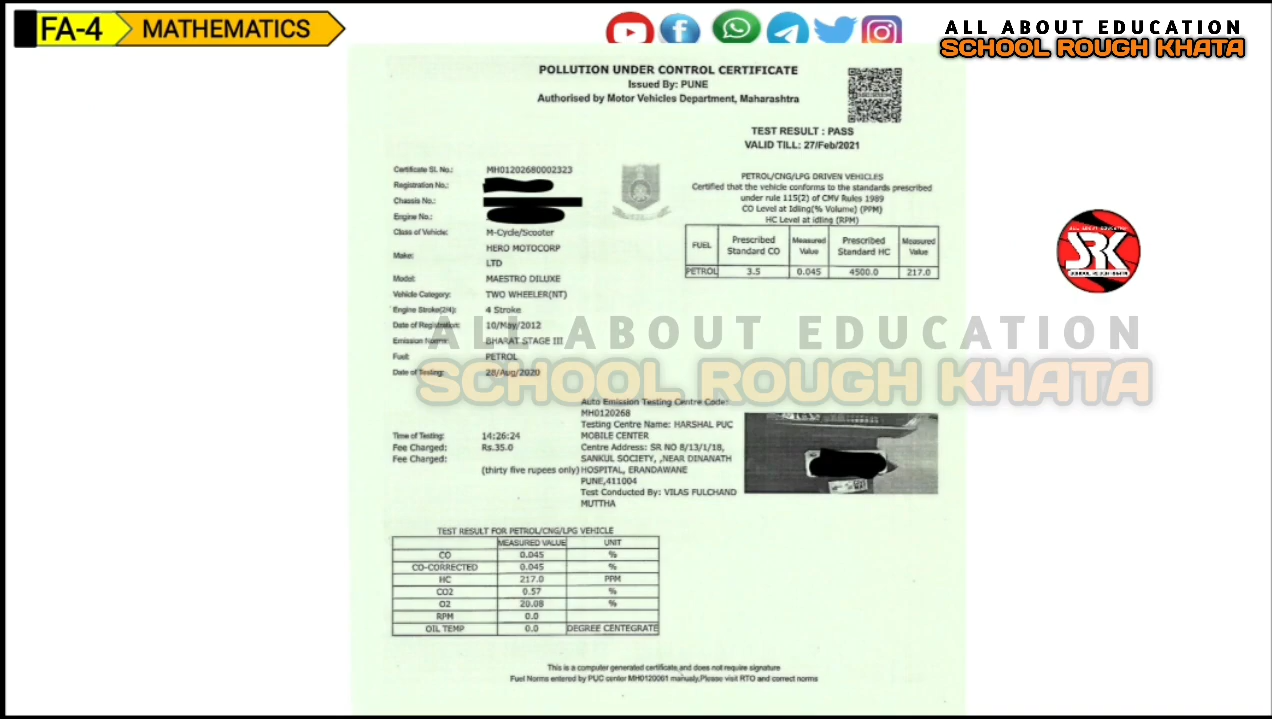 FA-4 MATHEMATICS
ALL ABOUT EDUCATION
SCHOOL ROUGH KHATA
POLLUTION UNDER CONTROL CERTIFICATE
Issued By: PUNE
Authorised by Motor Vehicles Department, Maharashtra
TEST RESULT : PASS
VALID TILL: 27/Feb/2021
Certificate SL No.: MH01202680002323
Registration No.:
Chassis No.:
Engine No.:
Class of Vehicle: M-Cycle/Scooter
Make: HERO MOTOCORP
LTD
Model: MAESTRO DILUXE
Vehicle Category: TWO WHEELER(NT)
Engine Stroke(2/4): 4 Stroke
Date of Registration: 10/May/2012
Emission Norms: BHARAT STAGE III
Fuel: PETROL
Date of Testing: 28/Aug/2020
PETROL/CNG/LPG DRIVEN VEHICLES
Certified that the vehicle conforms to the standards prescribed
under rule 115(2) of CMV Rules 1989
CO Level at Idling(% Volume) (PPM)
HC Level at idling (RPM)
FUEL Prescribed Standard CO Measured Value Prescribed Standard HC Measured Value
PETROL 3.5 0.045 4500.0 217.0
ALL ABOUT EDUCATION
SRK
SCHOOL ROUGH KHATA
ALL ABOUT EDUCATION
SCHOOL ROUGH KHATA
Time of Testing: 14:26:24
Fee Charged: Rs.35.0
Fee Charged:
(thirty five rupees only)
Auto Emission Testing Centre Code:
MH0120268
Testing Centre Name: HARSHAL PUC
MOBILE CENTER
Centre Address: SR NO 8/13/1/18,
SANKUL SOCIETY, ,NEAR DINANATH
HOSPITAL, ERANDAWANE
PUNE,411004
Test Conducted By: VILAS FULCHAND
MUTTHA
TEST RESULT FOR PETROL/CNG/LPG VEHICLE
MEASURED VALUE UNIT
CO 0.045 %
CO-CORRECTED 0.045 %
HC 217.0 PPM
CO2 0.57 %
O2 20.08 %
RPM 0.0
OIL TEMP 0.0 DEGREE CENTEGRATE
This is a computer generated certificate,and does not require signature
Fuel Norms entered by PUC center MH0120061 manualy,Please visit RTO and correct norms